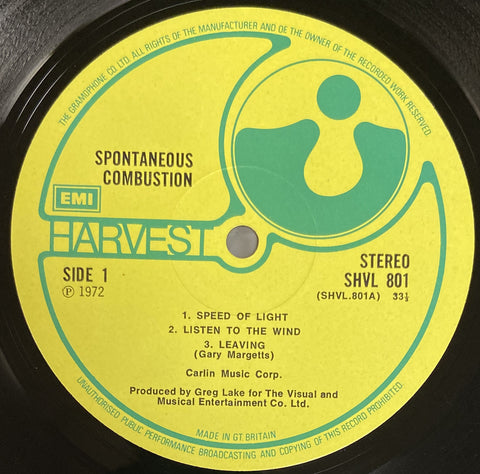 THE GRAMOPHONE CO LTD. ALL RIGHTS OF THE MANUFACTURER AND OF THE OWNER OF THE RECORDED WORK RESERVED.
SPONTANEOUS
COMBUSTION
EMI
HARVEST
SIDE 1
℗ 1972
STEREO
SHVL 801
(SHVL.801A) 33⅓
1. SPEED OF LIGHT
2. LISTEN TO THE WIND
3. LEAVING
(Gary Margetts)
Carlin Music Corp.
Produced by Greg Lake for The Visual and
Musical Entertainment Co. Ltd.
MADE IN GT. BRITAIN
UNAUTHORISED PUBLIC PERFORMANCE BROADCASTING AND COPYING OF THIS RECORD PROHIBITED.